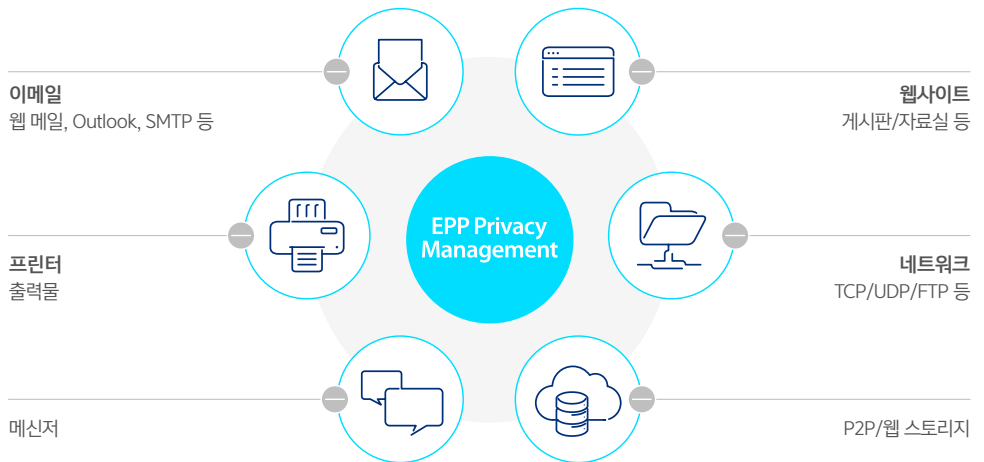 이메일
웹 메일, Outlook, SMTP 등
웹사이트
게시판/자료실 등
EPP Privacy
Management
프린터
출력물
네트워크
TCP/UDP/FTP 등
메신저
P2P/웹 스토리지